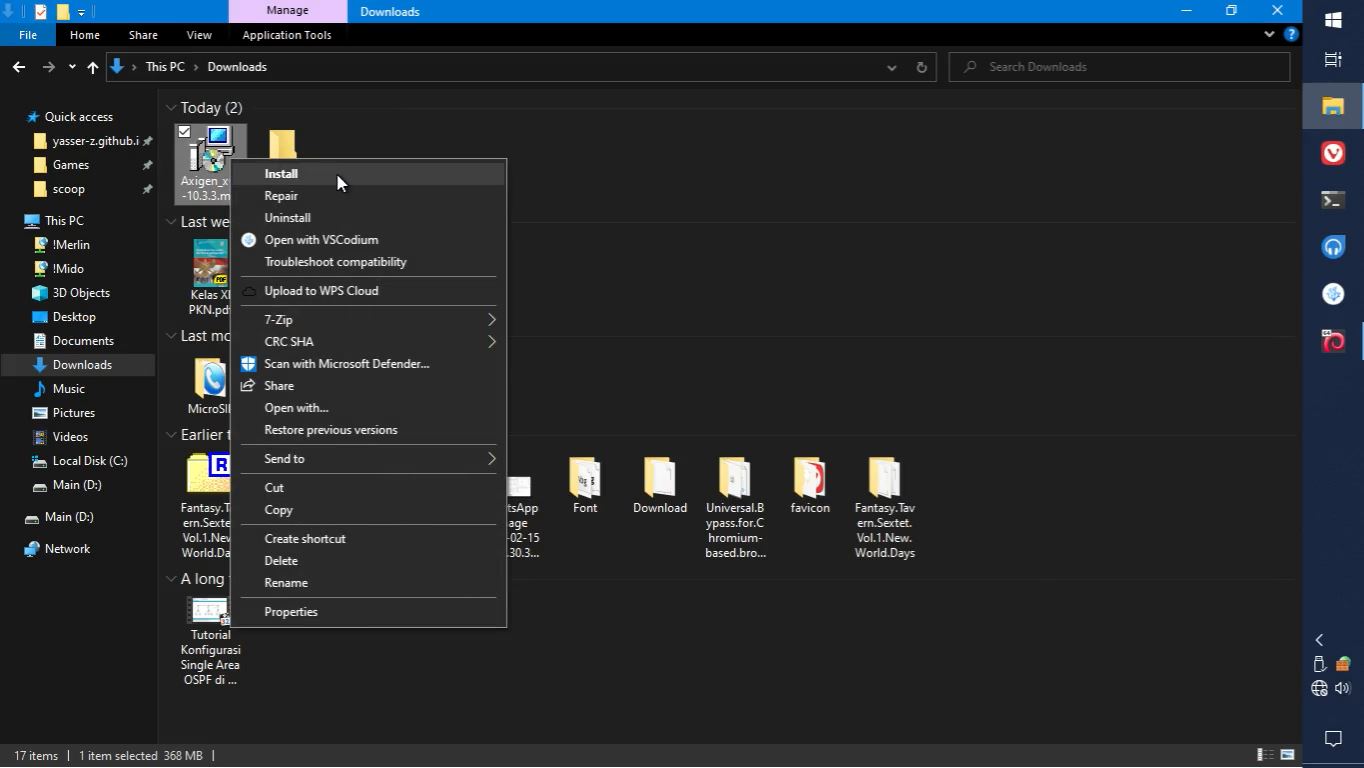 Manage
Downloads
File
Home
Share
View
Application Tools
This PC
Downloads
Search Downloads
Quick access
yasser-z.github.i
Games
scoop
This PC
!Merlin
!Mido
3D Objects
Desktop
Documents
Downloads
Music
Pictures
Videos
Local Disk (C:)
Main (D:)
Main (D:)
Network
Today (2)
Axigen_x
-10.3.3.m
Last we
Kelas XI
PKN.pdf
Last mo
MicroSI
Earlier t
Fantasy.T
ern.Sextet
Vol.1.New
World.Da
tsApp
age
-02-15
.30.3...
Font
Download
Universal.B
ypass.for.C
hromium-
based.bro...
favicon
Fantasy.Tav
ern.Sextet.
Vol.1.New.
World.Days
A long t
Tutorial
Konfigurasi
Single Area
OSPF di ...
Install
Repair
Uninstall
Open with VSCodium
Troubleshoot compatibility
Upload to WPS Cloud
7-Zip
CRC SHA
Scan with Microsoft Defender...
Share
Open with...
Restore previous versions
Send to
Cut
Copy
Create shortcut
Delete
Rename
Properties
17 items
1 item selected 368 MB